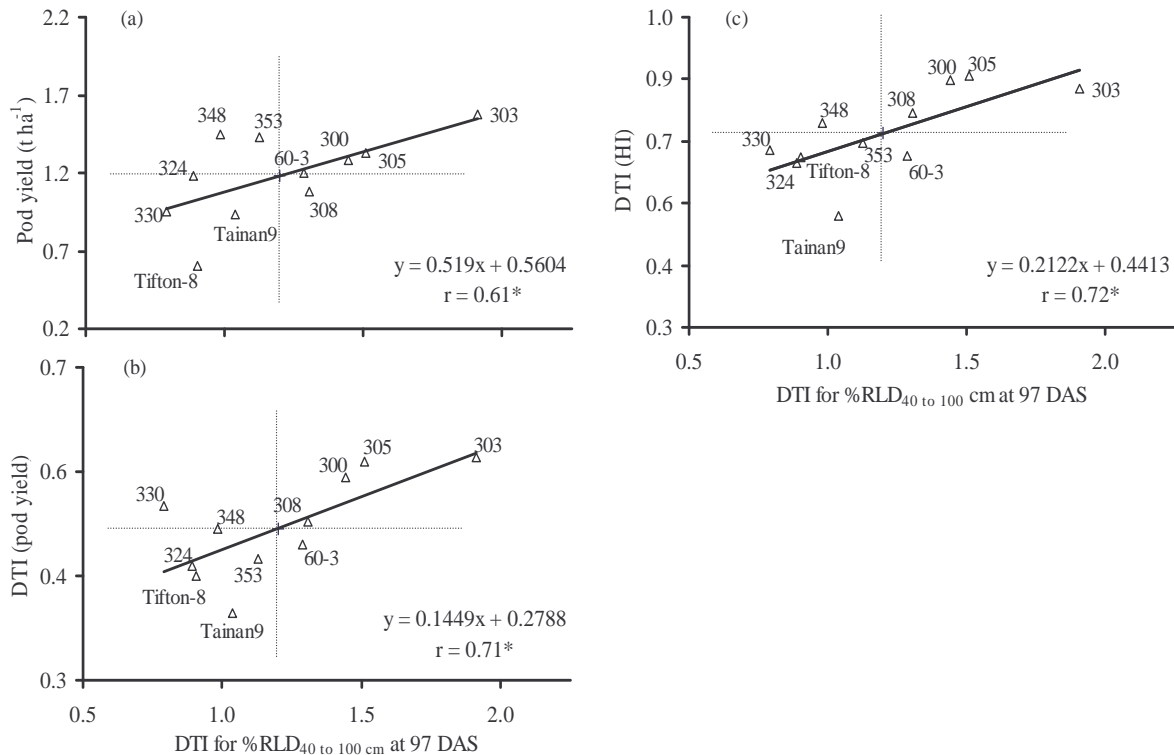 (a)
2.2
1.7
1.2
0.7
0.2
Pod yield (t ha-1)
348
353
324
60-3
300
305
303
330
308
Tainan9
Tifton-8
y = 0.519x + 0.5604
r = 0.61*
(b)
0.7
0.6
0.4
0.3
DTI (pod yield)
305
303
300
330
348
308
324
353
60-3
Tifton-8
Tainan9
y = 0.1449x + 0.2788
r = 0.71*
0.5 1.0 1.5 2.0
DTI for %RLD40 to 100 cm at 97 DAS
(c)
1.0
0.9
0.7
0.6
0.4
0.3
DTI (HI)
300
305
303
348
308
330
353
324
Tifton-8
60-3
Tainan9
y = 0.2122x + 0.4413
r = 0.72*
0.5 1.0 1.5 2.0
DTI for %RLD40 to 100 cm at 97 DAS